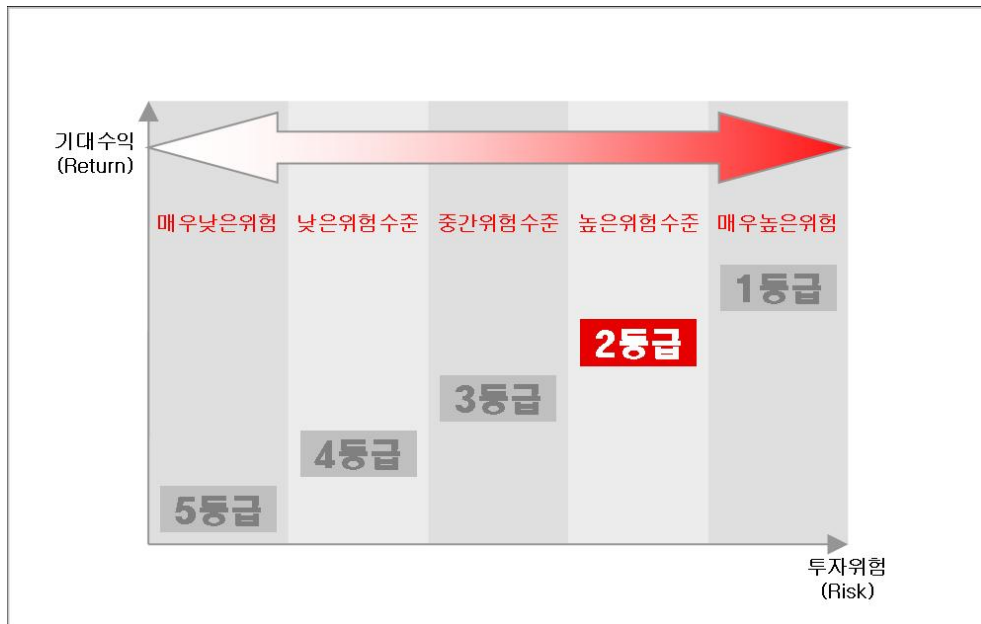 기대수익
(Return)
매우낮은위험 낮은위험수준 중간위험수준 높은위험수준 매우높은위험
1등급
2등급
3등급
4등급
5등급
투자위험
(Risk)